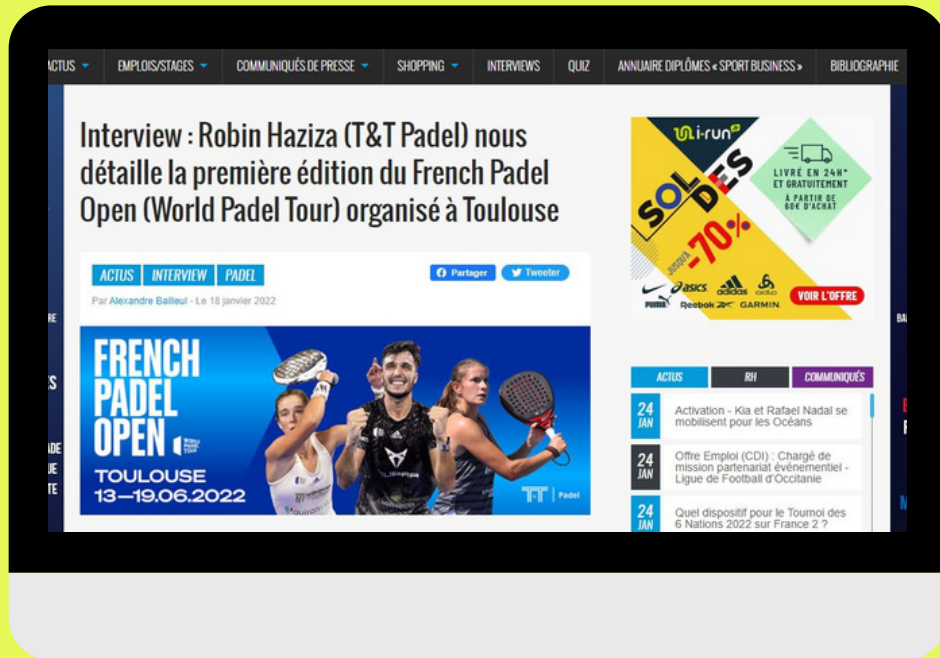 ACTUS
EMPLOIS/STAGES
COMMUNIQUÉS DE PRESSE
SHOPPING
INTERVIEWS
QUIZ
ANNUAIRE DIPLÔMES « SPORT BUSINESS »
BIBLIOGRAPHIE
Interview : Robin Haziza (T&T Padel) nous
détaille la première édition du French Padel
Open (World Padel Tour) organisé à Toulouse
ACTUS INTERVIEW PADEL
Partager Tweeter
Par Alexandre Bailleul - Le 18 janvier 2022
FRENCH
PADEL
OPEN
WORLD
PADEL
TOUR
TOULOUSE
13—19.06.2022
T&T | Padel
i-run
SOLDES
JUSQU'À
-70%
LIVRÉ EN 24H*
ET GRATUITEMENT
À PARTIR DE
60€ D'ACHAT
asics adidas odlo
PUMA Reebok GARMIN
VOIR L'OFFRE
ACTUS RH COMMUNIQUÉS
24
JAN
Activation - Kia et Rafael Nadal se
mobilisent pour les Océans
24
JAN
Offre Emploi (CDI) : Chargé de
mission partenariat événementiel -
Ligue de Football d'Occitanie
24
JAN
Quel dispositif pour le Tournoi des
6 Nations 2022 sur France 2 ?